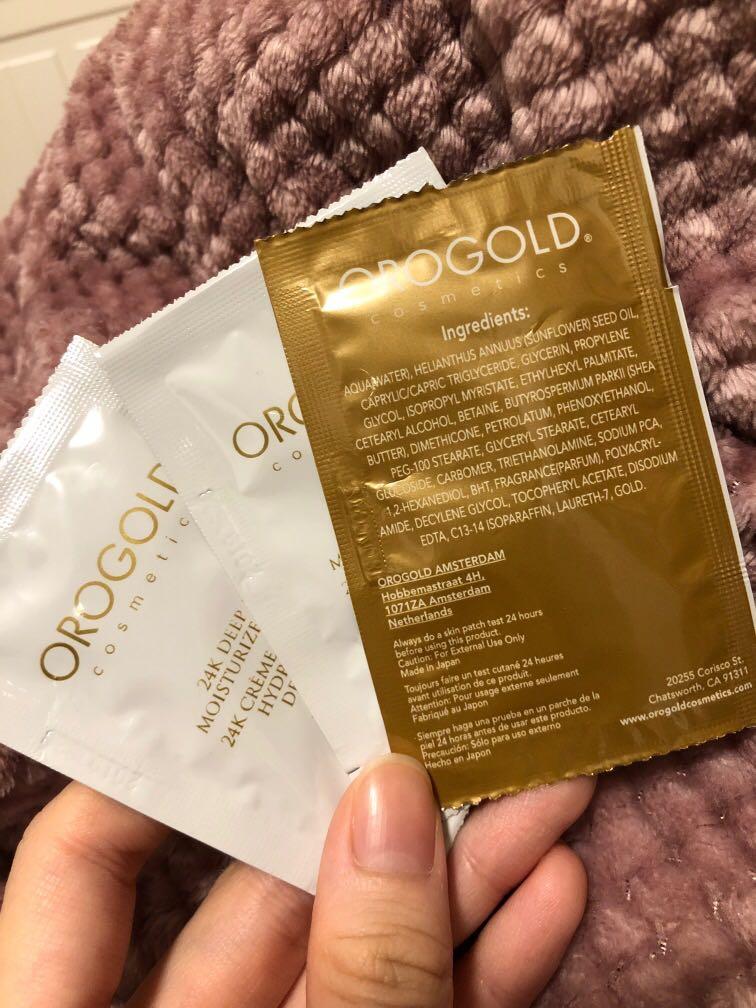 OROGOLD
cosmetic
24K DEEP
MOISTURIZE
24K CRÈME
HYDR
ORO
co
OROGOLD®
cosmetics
Ingredients:
AQUA(WATER), HELIANTHUS ANNUUS (SUNFLOWER) SEED OIL,
CAPRYLIC/CAPRIC TRIGLYCERIDE, GLYCERIN, PROPYLENE
GLYCOL, ISOPROPYL MYRISTATE, ETHYLHEXYL PALMITATE,
CETEARYL ALCOHOL, BETAINE, BUTYROSPERMUM PARKII (SHEA
BUTTER), DIMETHICONE, PETROLATUM, PHENOXYETHANOL,
PEG-100 STEARATE, GLYCERYL STEARATE, CETEARYL
GLUCOSIDE, CARBOMER, TRIETHANOLAMINE, SODIUM PCA,
1,2-HEXANEDIOL, BHT, FRAGRANCE(PARFUM), POLYACRYL-
AMIDE, DECYLENE GLYCOL, TOCOPHERYL ACETATE, DISODIUM
EDTA, C13-14 ISOPARAFFIN, LAURETH-7, GOLD.
OROGOLD AMSTERDAM
Hobbemastraat 4H,
1071ZA Amsterdam
Netherlands
Always do a skin patch test 24 hours
before using this product.
Caution: For External Use Only
Made in Japan
Toujours faire un test cutané 24 heures
avant utilisation de ce produit.
Attention: Pour usage externe seulement
Fabriqué au Japon
Siempre haga una prueba en un parche de la
piel 24 horas antes de usar este producto.
Precaución: Sólo para uso externo
Hecho en Japon
20255 Corisco St.
Chatsworth, CA 91311
www.orogoldcosmetics.com